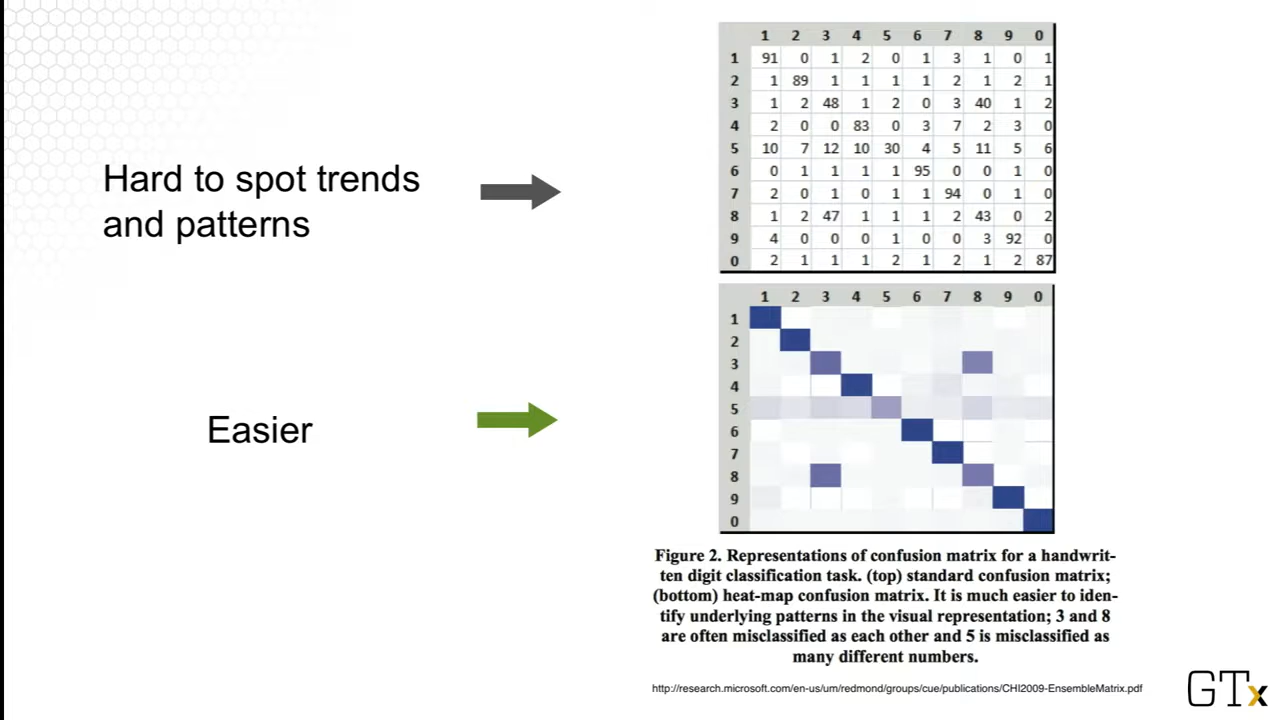 Hard to spot trends
and patterns
Easier
1 2 3 4 5 6 7 8 9 0
1 91 0 1 2 0 1 3 1 0 1
2 1 89 1 1 1 1 2 1 2 1
3 1 2 48 1 2 0 3 40 1 2
4 2 0 0 83 0 3 7 2 3 0
5 10 7 12 10 30 4 5 11 5 6
6 0 1 1 1 1 95 0 0 1 0
7 2 0 1 0 1 1 94 0 1 0
8 1 2 47 1 1 1 2 43 0 2
9 4 0 0 0 1 0 0 3 92 0
0 2 1 1 1 2 1 2 1 2 87
1 2 3 4 5 6 7 8 9 0
1
2
3
4
5
6
7
8
9
0
Figure 2. Representations of confusion matrix for a handwrit-
ten digit classification task. (top) standard confusion matrix;
(bottom) heat-map confusion matrix. It is much easier to iden-
tify underlying patterns in the visual representation; 3 and 8
are often misclassified as each other and 5 is misclassified as
many different numbers.
http://research.microsoft.com/en-us/um/redmond/groups/cue/publications/CHI2009-EnsembleMatrix.pdf
GTx